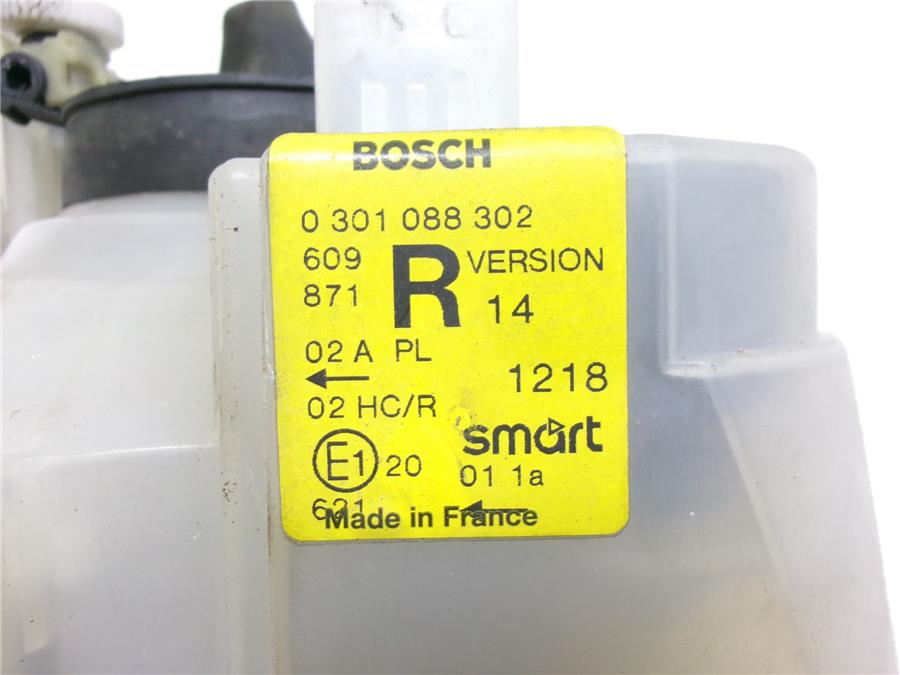 BOSCH
0 301 088 302
609 R VERSION
871 14
02 A PL
1218
02 HC/R
smart
E1 20 01 1a
621
Made in France